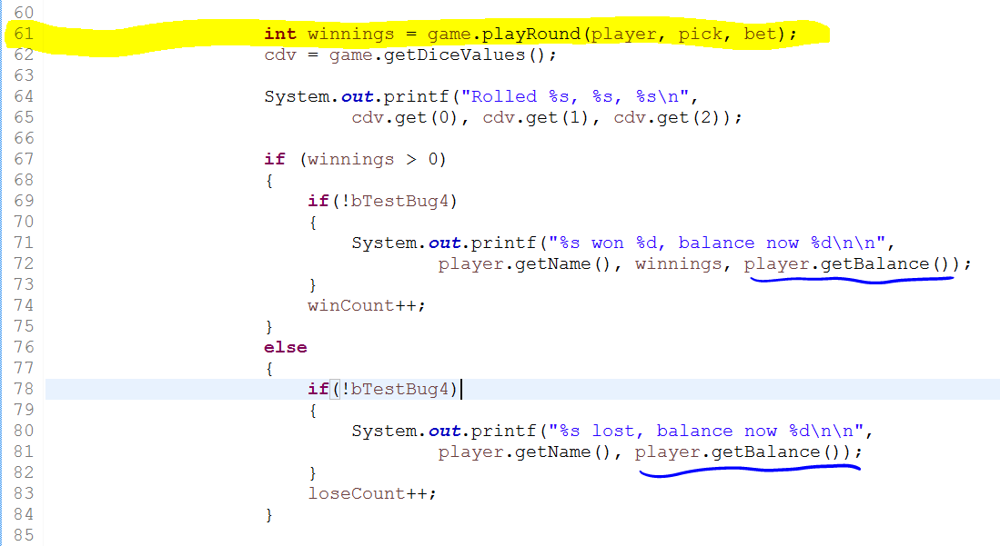 60
61 int winnings = game.playRound(player, pick, bet);
62 cdv = game.getDiceValues();
63
64 System.out.printf("Rolled %s, %s, %s\n",
65 cdv.get(0), cdv.get(1), cdv.get(2));
66
67 if (winnings > 0)
68 {
69 if(!bTestBug4)
70 {
71 System.out.printf("%s won %d, balance now %d\n\n",
72 player.getName(), winnings, player.getBalance());
73 }
74 winCount++;
75 }
76 else
77 {
78 if(!bTestBug4)
79 {
80 System.out.printf("%s lost, balance now %d\n\n",
81 player.getName(), player.getBalance());
82 }
83 loseCount++;
84 }
85